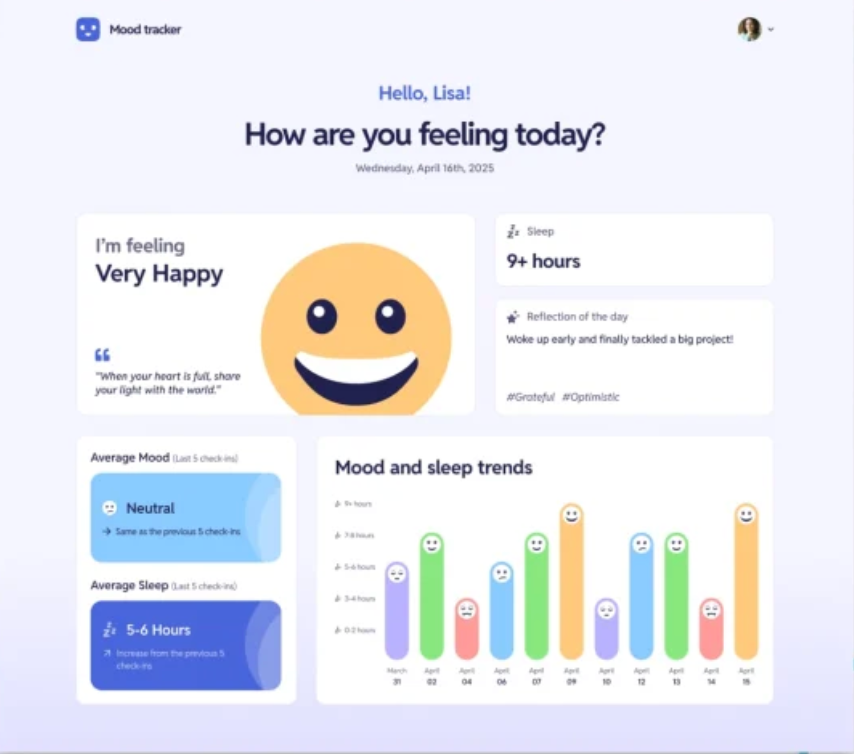 Mood tracker
Hello, Lisa!
How are you feeling today?
Wednesday, April 16th, 2025
I'm feeling
Very Happy
"When your heart is full, share
your light with the world."
Sleep
9+ hours
Reflection of the day
Woke up early and finally tackled a big project!
#Grateful #Optimistic
Average Mood (Last 5 check-ins)
Neutral
Same as the previous 5 check-ins
Average Sleep (Last 5 check-ins)
5-6 Hours
Increase from the previous 5
check-ins
Mood and sleep trends
9+ hours
7-8 hours
5-6 hours
3-4 hours
0-2 hours
March April April April April April April April April April April
31 02 04 06 07 09 10 12 13 14 15